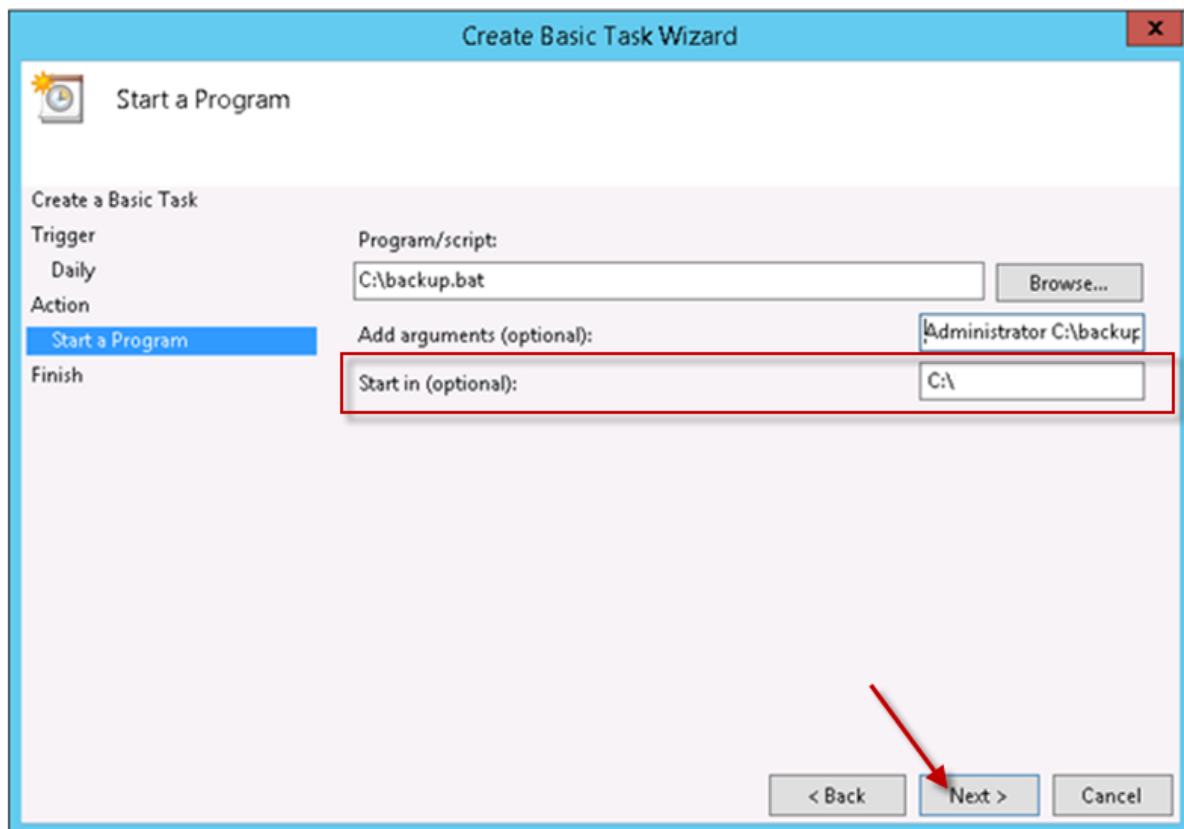 Create Basic Task Wizard
x
Start a Program
Create a Basic Task
Trigger
Daily
Action
Start a Program
Finish
Program/script:
C:\backup.bat
Browse...
Add arguments (optional):
Administrator C:\backup
Start in (optional):
C:\
< Back
Next >
Cancel